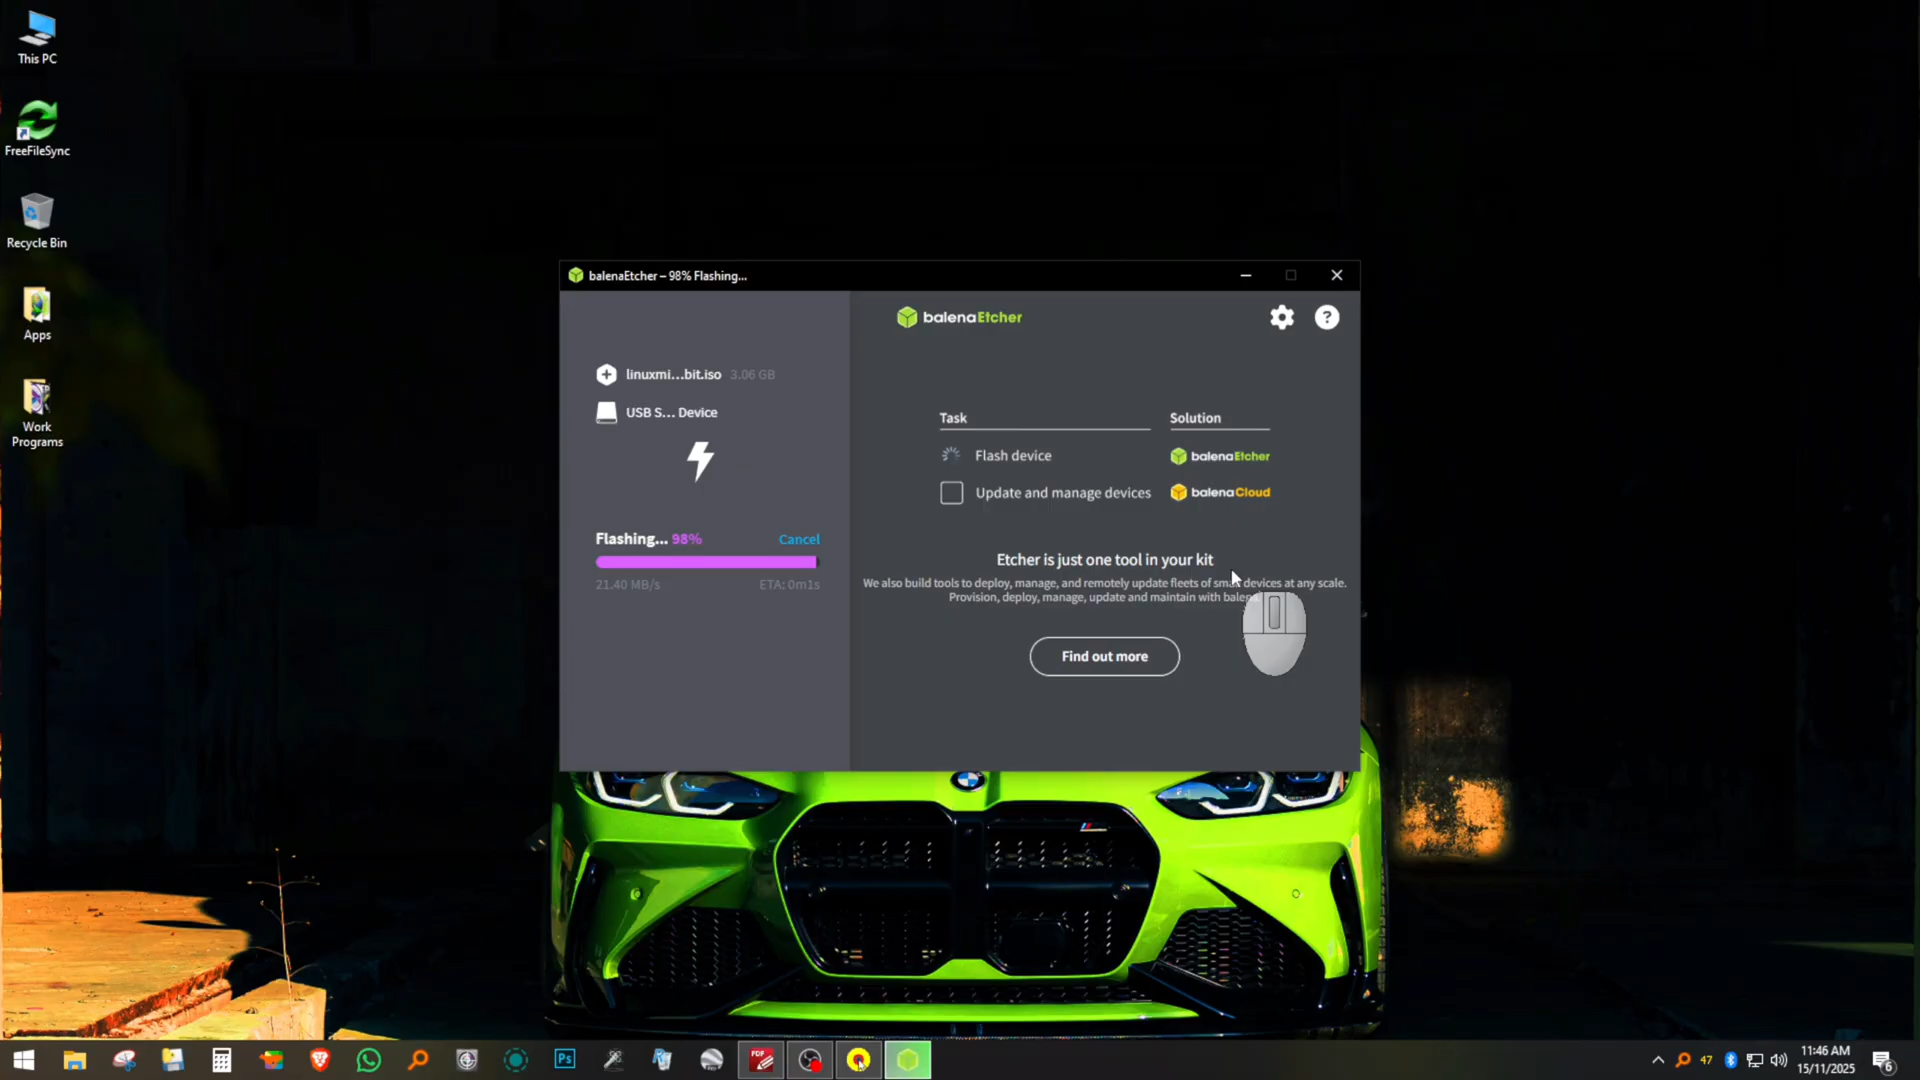 This PC
FreeFileSync
Recycle Bin
Apps
Work
Programs
balenaEtcher – 98% Flashing...
balenaEtcher
?
linuxmi...bit.iso 3.06 GB
USB S... Device
Flashing... 98% Cancel
21.40 MB/s ETA: 0m1s
Task Solution
Flash device balenaEtcher
Update and manage devices balenaCloud
Etcher is just one tool in your kit
We also build tools to deploy, manage, and remotely update fleets of devices at any scale.
Provision, deploy, manage, update and maintain with
Find out more
Ps
PDF
47
11:46 AM
15/11/2025
6